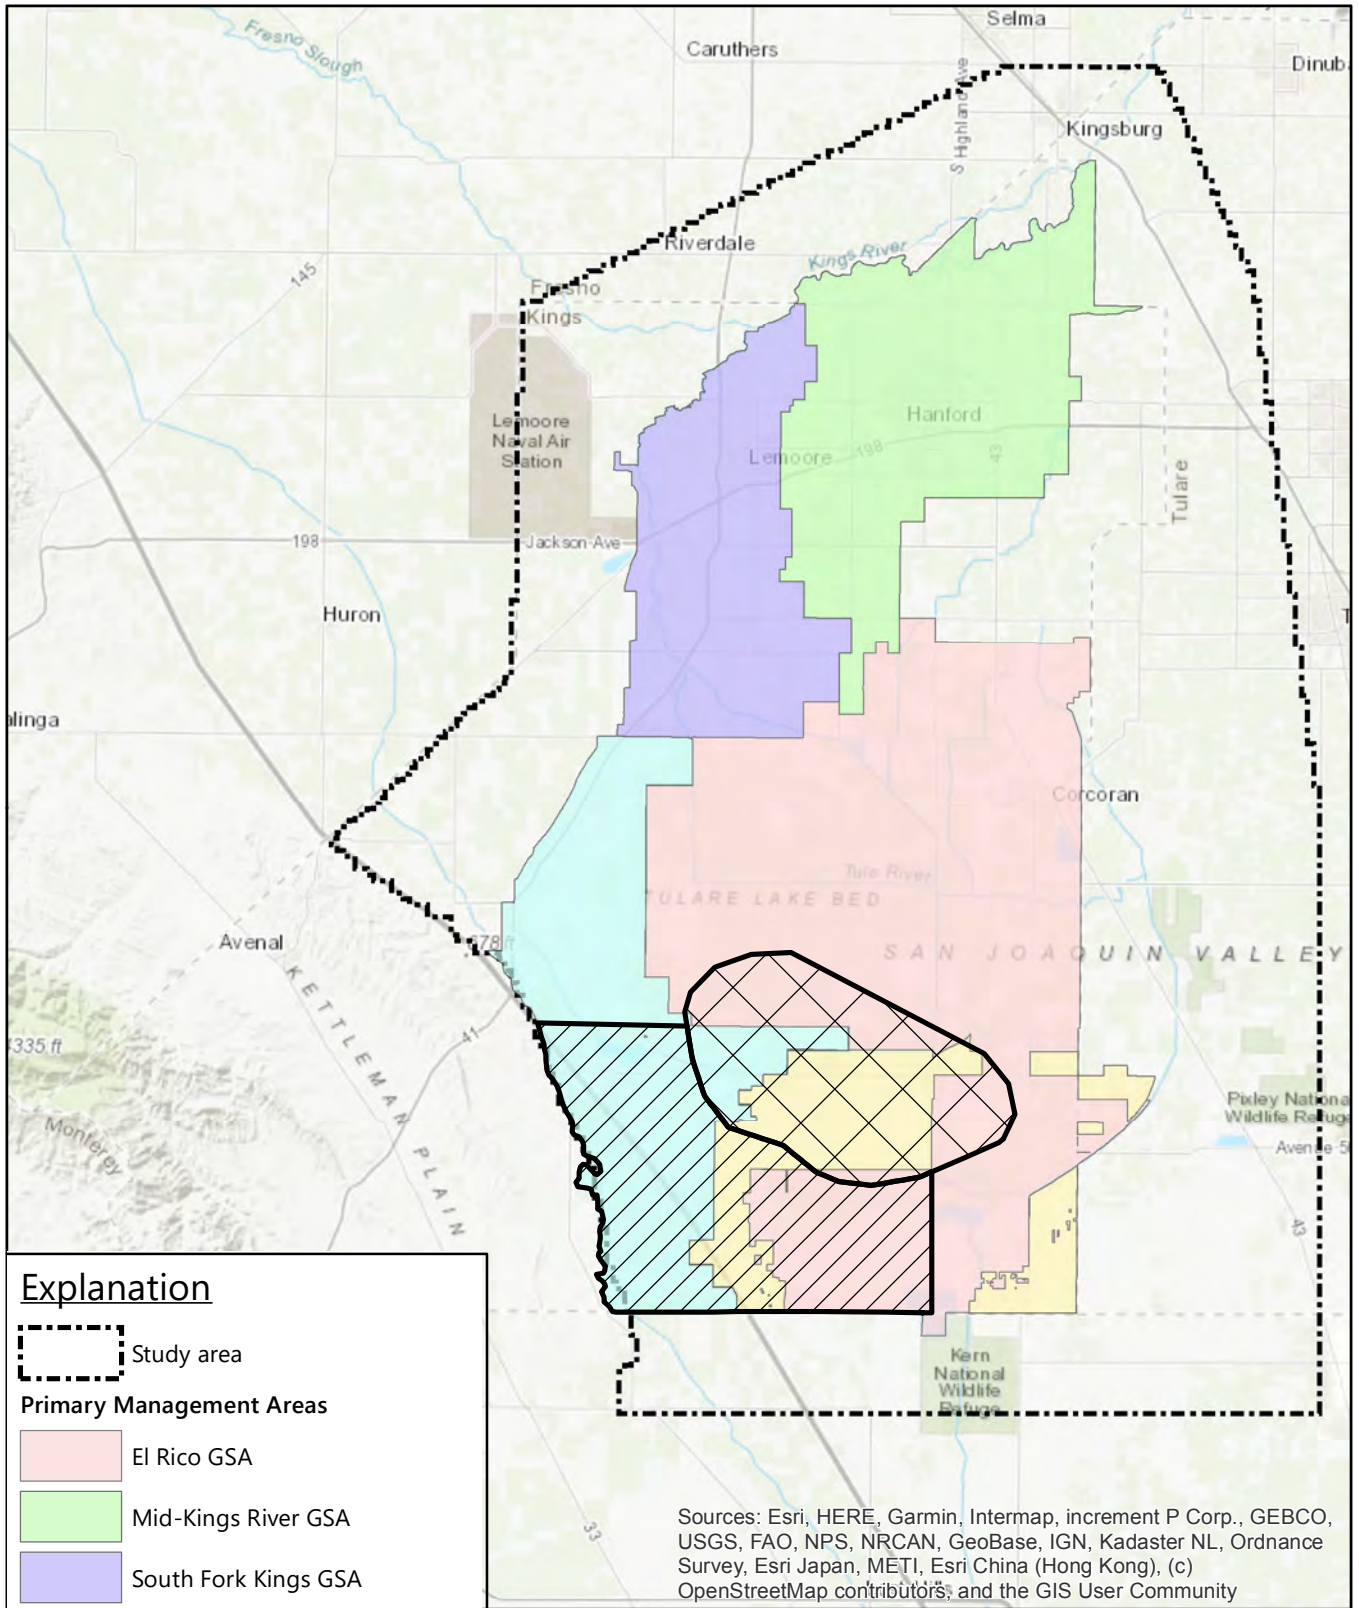 Selma
Fresno Slough
Caruthers
Dinub
S Highland Ave
Kingsburg
Riverdale
Kings River
145
Fresno
Kings
Lemoore
Naval Air
Station
Hanford
Lemoore
198
43
Tulare
198
Jackson Ave
Huron
T
alinga
Corcoran
Tule River
TULARE LAKE BED
Avenal
678 ft
SAN JOAQUIN VALLEY
KETTLEMAN PLAIN
41
4335 ft
Monterey
Pixley Nationa
Wildlife Refuge
Avenue 5
43
Kern
National
Wildlife
Refuge
33
Explanation
Study area
Primary Management Areas
El Rico GSA
Mid-Kings River GSA
South Fork Kings GSA
Sources: Esri, HERE, Garmin, Intermap, increment P Corp., GEBCO,
USGS, FAO, NPS, NRCAN, GeoBase, IGN, Kadaster NL, Ordnance
Survey, Esri Japan, METI, Esri China (Hong Kong), (c)
OpenStreetMap contributors, and the GIS User Community